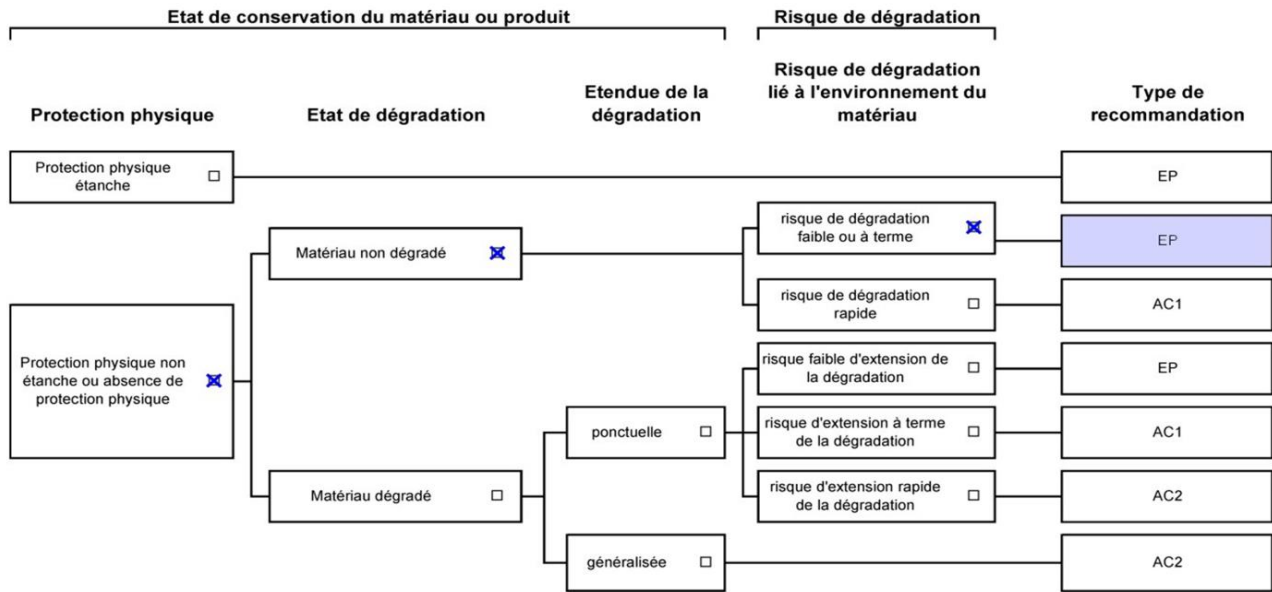 Etat de conservation du matériau ou produit
Risque de dégradation
Protection physique
Etat de dégradation
Etendue de la
dégradation
Risque de dégradation
lié à l'environnement du
matériau
Type de
recommandation
Protection physique
étanche
EP
risque de dégradation
faible ou à terme
EP
Matériau non dégradé
risque de dégradation
rapide
AC1
Protection physique non
étanche ou absence de
protection physique
risque faible d'extension de
la dégradation
EP
ponctuelle
risque d'extension à terme
de la dégradation
AC1
Matériau dégradé
risque d'extension rapide
de la dégradation
AC2
généralisée
AC2